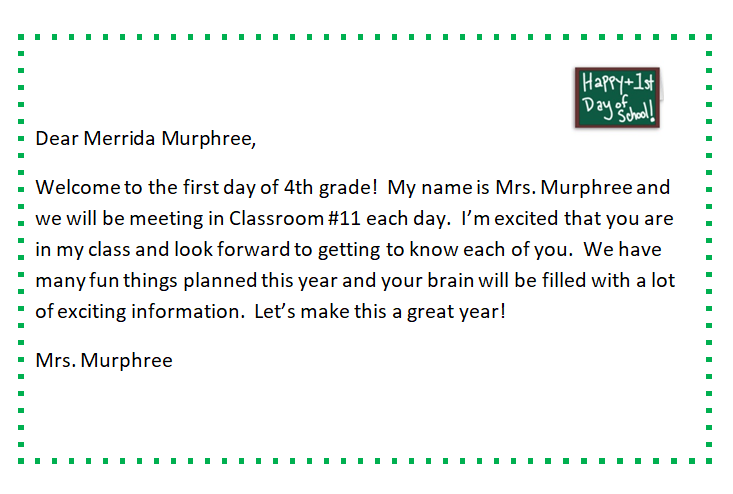 Happy 1st
Day of
School!
Dear Merrida Murphree,
Welcome to the first day of 4th grade!  My name is Mrs. Murphree and
we will be meeting in Classroom #11 each day.  I’m excited that you are
in my class and look forward to getting to know each of you.  We have
many fun things planned this year and your brain will be filled with a lot
of exciting information.  Let’s make this a great year!
Mrs. Murphree